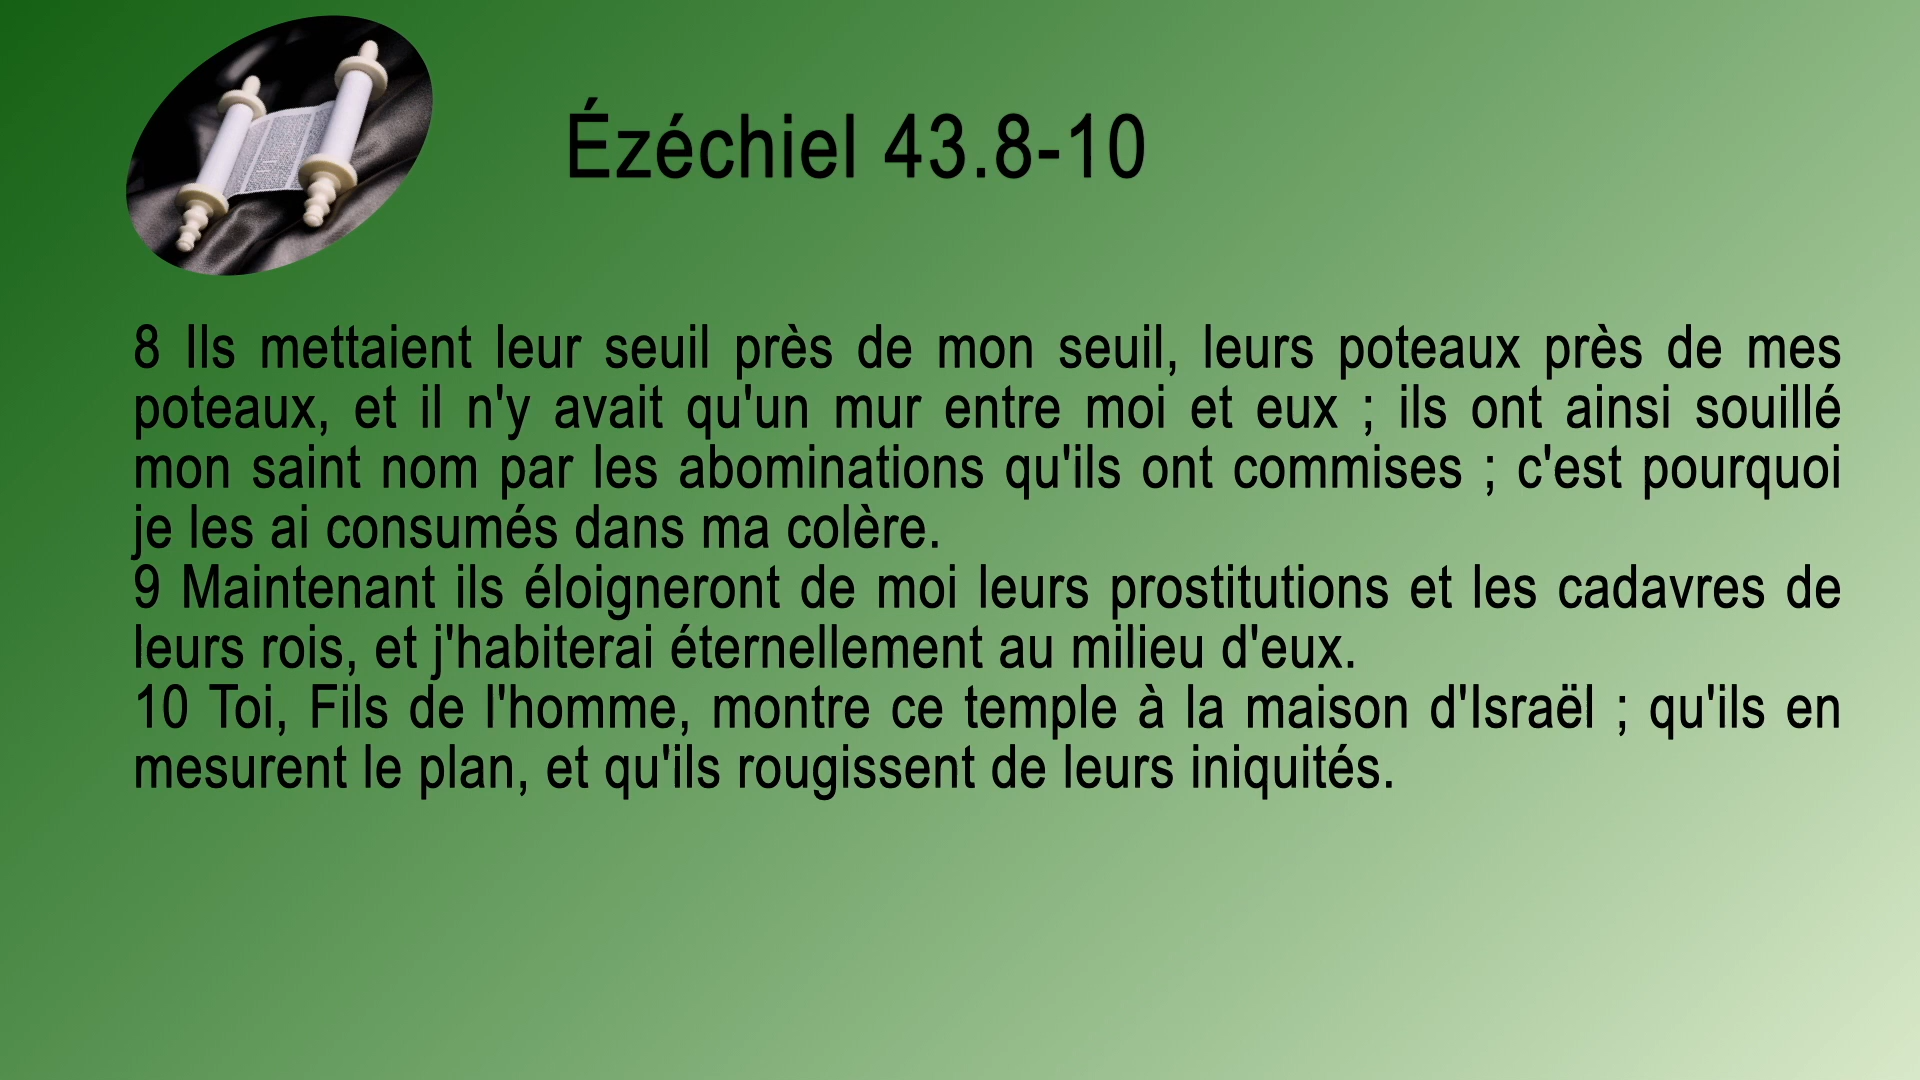 Ézéchiel 43.8-10
8 Ils mettaient leur seuil près de mon seuil, leurs poteaux près de mes
poteaux, et il n'y avait qu'un mur entre moi et eux ; ils ont ainsi souillé
mon saint nom par les abominations qu'ils ont commises ; c'est pourquoi
je les ai consumés dans ma colère.
9 Maintenant ils éloigneront de moi leurs prostitutions et les cadavres de
leurs rois, et j'habiterai éternellement au milieu d'eux.
10 Toi, Fils de l'homme, montre ce temple à la maison d'Israël ; qu'ils en
mesurent le plan, et qu'ils rougissent de leurs iniquités.